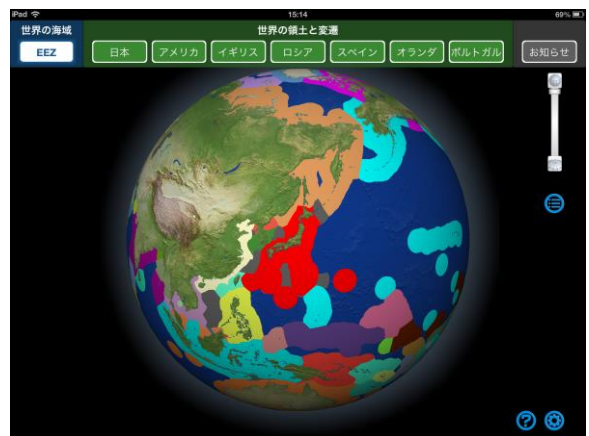 iPad 15:14 69%
世界の海域 世界の領土と変遷
EEZ 日本 アメリカ イギリス ロシア スペイン オランダ ポルトガル お知らせ
?